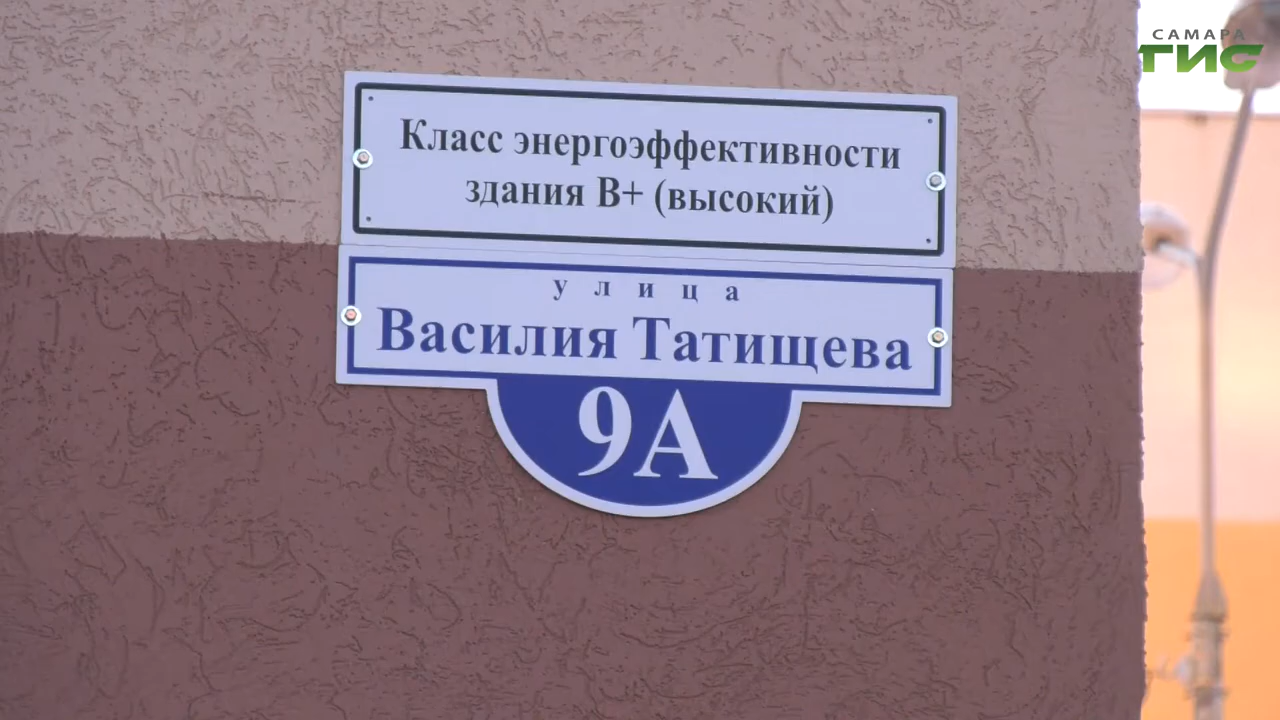 САМАРА
ГИС
Класс энергоэффективности
здания В+ (высокий)
улица
Василия Татищева
9А